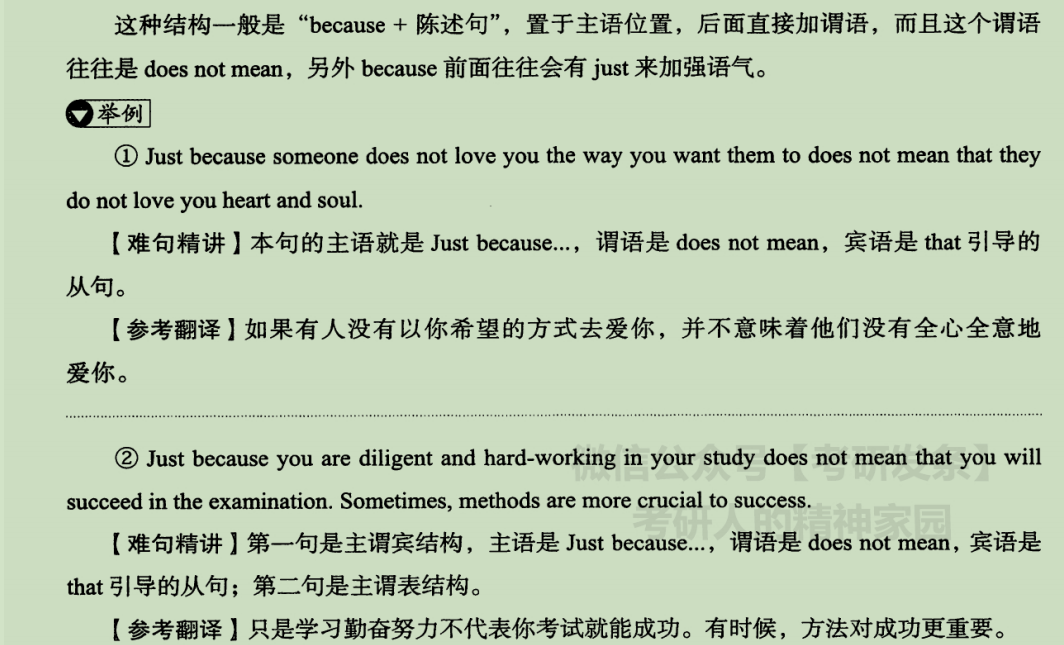 这种结构一般是“because + 陈述句”，置于主语位置，后面直接加谓语，而且这个谓语
往往是 does not mean，另外 because 前面往往会有 just 来加强语气。
举例
① Just because someone does not love you the way you want them to does not mean that they
do not love you heart and soul.
【难句精讲】本句的主语就是 Just because...，谓语是 does not mean，宾语是 that 引导的
从句。
【参考翻译】如果有人没有以你希望的方式去爱你，并不意味着他们没有全心全意地
爱你。
微信公众号【考研发条】
② Just because you are diligent and hard-working in your study does not mean that you will
succeed in the examination. Sometimes, methods are more crucial to success.
考研人的精神家园
【难句精讲】第一句是主谓宾结构，主语是 Just because...，谓语是 does not mean，宾语是
that 引导的从句；第二句是主谓表结构。
【参考翻译】只是学习勤奋努力不代表你考试就能成功。有时候，方法对成功更重要。